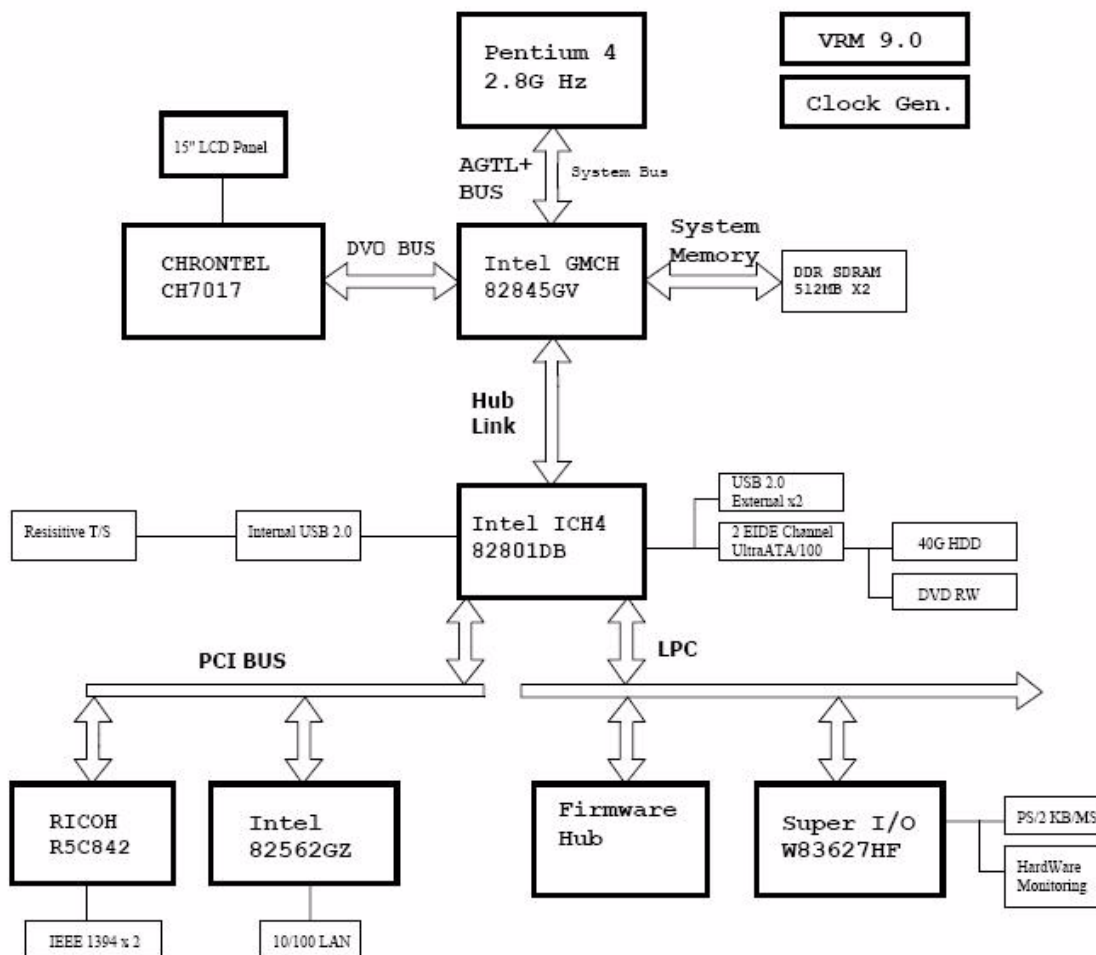 Pentium 4
2.8G Hz
VRM 9.0
Clock Gen.
15" LCD Panel
AGTL+
BUS
System Bus
CHRONTEL
CH7017
DVO BUS
Intel GMCH
82845GV
System
Memory
DDR SDRAM
512MB X2
Hub
Link
Resisitive T/S
Internal USB 2.0
Intel ICH4
82801DB
USB 2.0
External x2
2 EIDE Channel
UltraATA/100
40G HDD
DVD RW
PCI BUS
LPC
RICOH
R5C842
Intel
82562GZ
Firmware
Hub
Super I/O
W83627HF
PS/2 KB/MS
HardWare
Monitoring
IEEE 1394 x 2
10/100 LAN